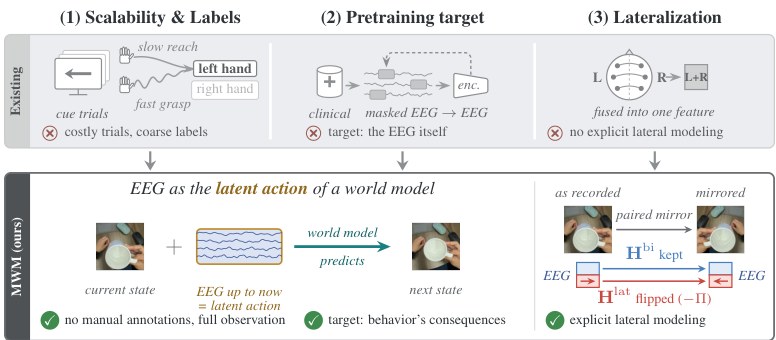 (1) Scalability & Labels
(2) Pretraining target
(3) Lateralization
Existing
slow reach
left hand
right hand
fast grasp
cue trials
costly trials, coarse labels
enc.
clinical
masked EEG → EEG
target: the EEG itself
L
R
L+R
fused into one feature
no explicit lateral modeling
MWM (ours)
EEG as the latent action of a world model
+
world model
predicts
current state
EEG up to now
= latent action
next state
no manual annotations, full observation
target: behavior's consequences
as recorded
mirrored
paired mirror
H^bi kept
EEG
EEG
H^lat flipped (−Π)
explicit lateral modeling